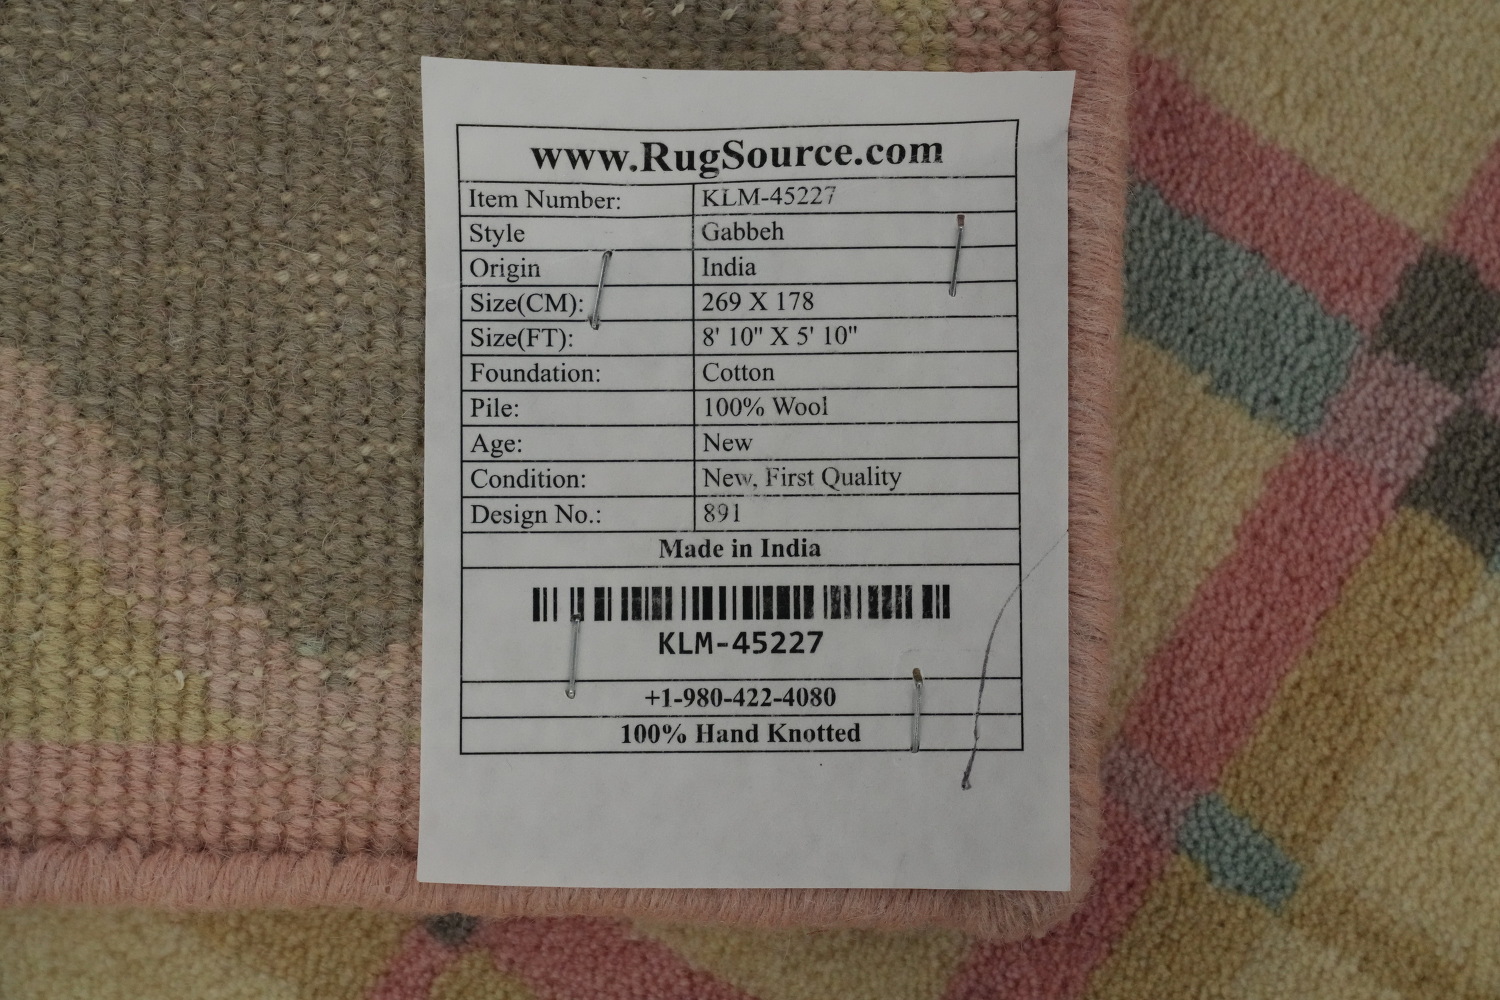 www.RugSource.com
Item Number: KLM-45227
Style Gabbeh
Origin India
Size(CM): 269 X 178
Size(FT): 8' 10" X 5' 10"
Foundation: Cotton
Pile: 100% Wool
Age: New
Condition: New, First Quality
Design No.: 891
Made in India
KLM-45227
+1-980-422-4080
100% Hand Knotted